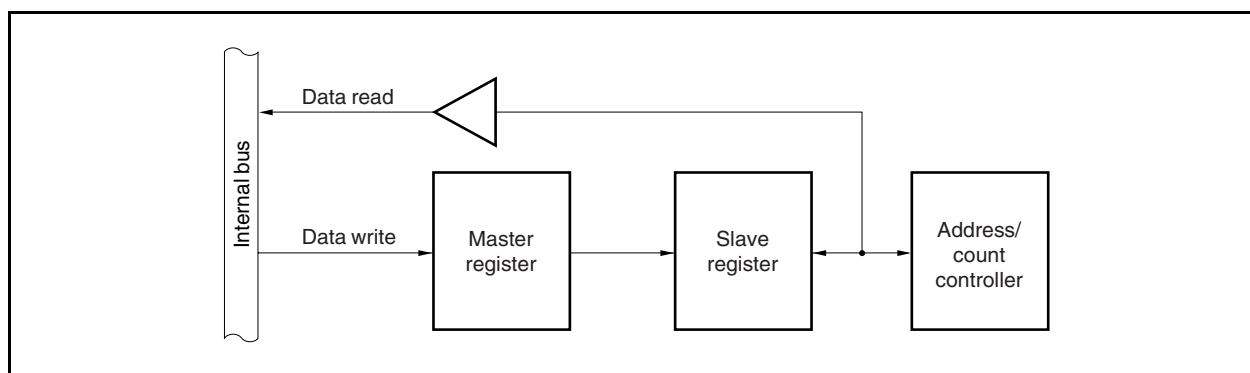 Internal bus
Data read
Data write
Master
register
Slave
register
Address/
count
controller